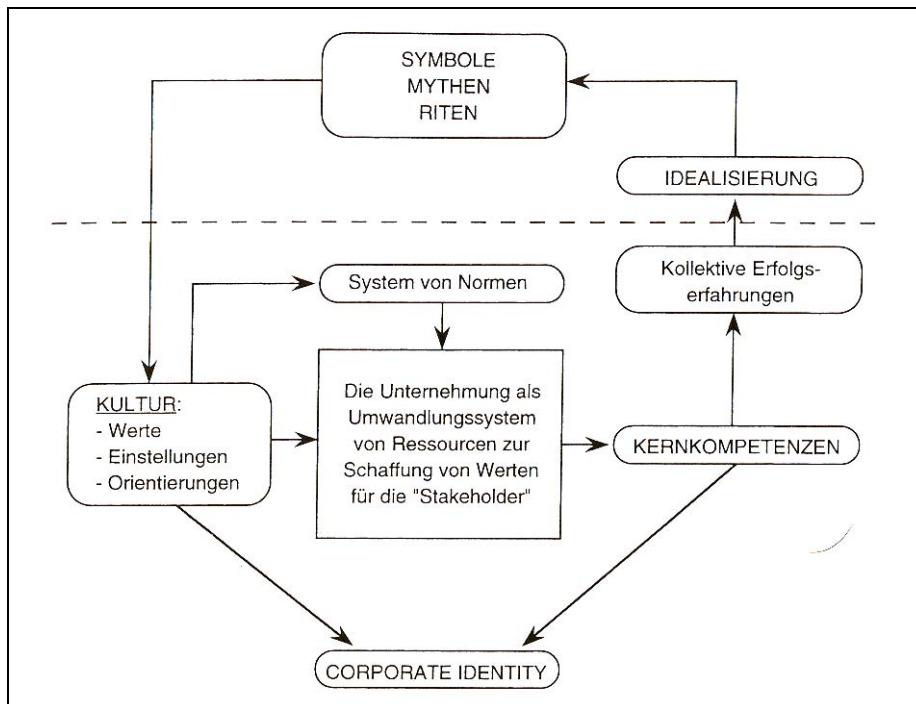 SYMBOLE
MYTHEN
RITEN
IDEALISIERUNG
Kollektive Erfolgs-
erfahrungen
System von Normen
Die Unternehmung als
Umwandlungssystem
von Ressourcen zur
Schaffung von Werten
für die "Stakeholder"
KULTUR:
- Werte
- Einstellungen
- Orientierungen
KERNKOMPETENZEN
CORPORATE IDENTITY